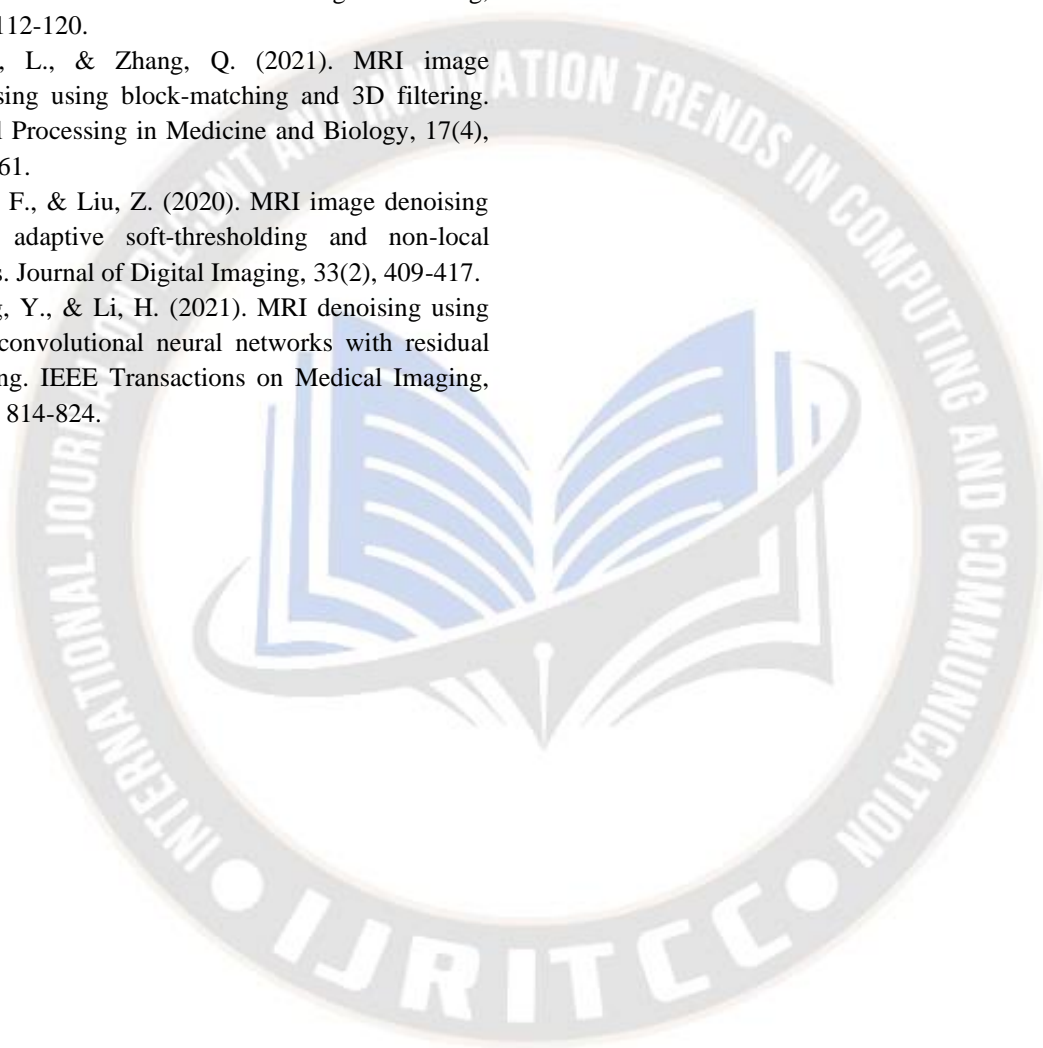 112-120.
, L., & Zhang, Q. (2021). MRI image
sing using block-matching and 3D filtering.
l Processing in Medicine and Biology, 17(4),
61.
F., & Liu, Z. (2020). MRI image denoising
adaptive soft-thresholding and non-local
s. Journal of Digital Imaging, 33(2), 409-417.
g, Y., & Li, H. (2021). MRI denoising using
convolutional neural networks with residual
ng. IEEE Transactions on Medical Imaging,
814-824.
INTERNATIONAL JOURNAL ON RECENT AND INNOVATION TRENDS IN COMPUTING AND COMMUNICATION
IJRITCC